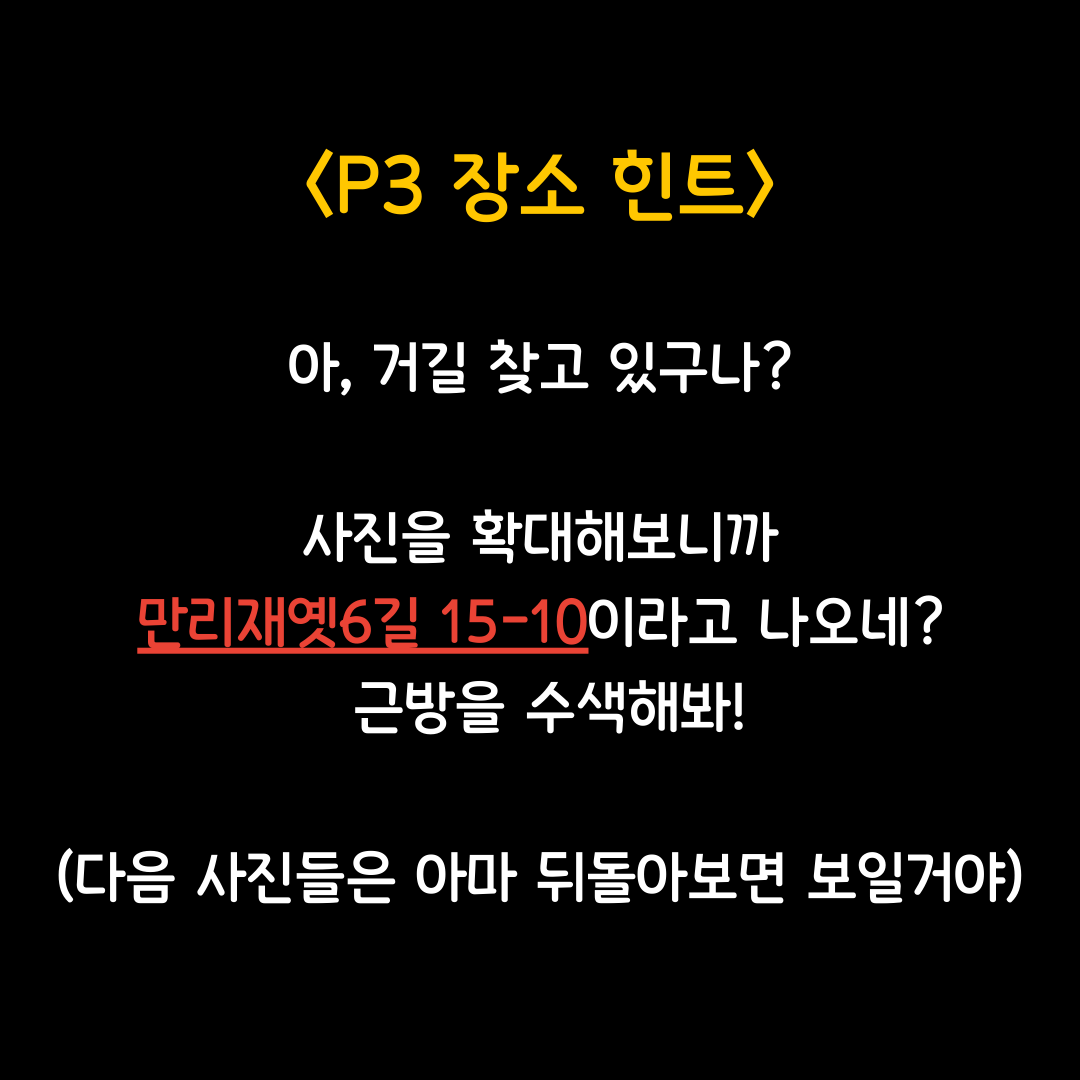 <P3 장소 힌트>
아, 거길 찾고 있구나?
사진을 확대해보니까
만리재옛6길 15-10이라고 나오네?
근방을 수색해봐!
(다음 사진들은 아마 뒤돌아보면 보일거야)